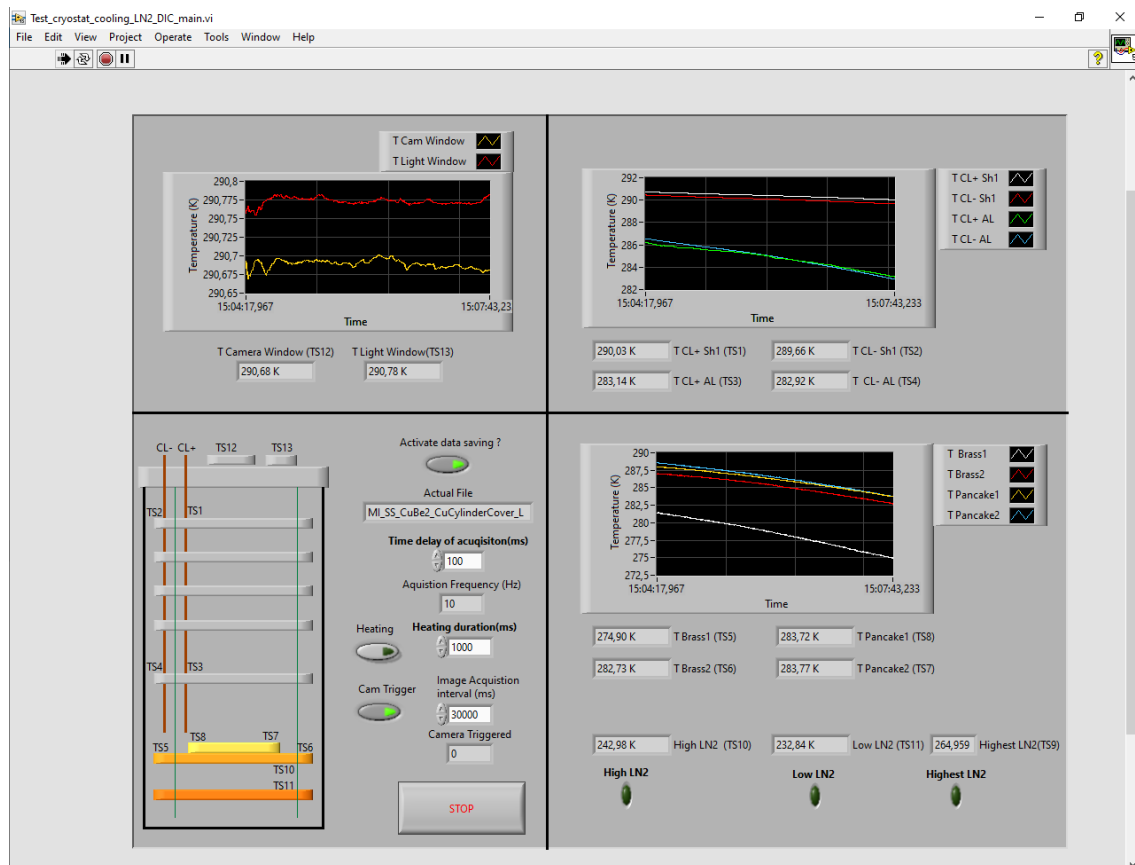 Test_cryostat_cooling_LN2_DIC_main.vi
File Edit View Project Operate Tools Window Help
T Cam Window
T Light Window
290,8
290,775
290,75
290,725
290,7
290,675
290,65
Temperature (K)
15:04:17,967 15:07:43,23
Time
T Camera Window (TS12) T Light Window(TS13)
290,68 K 290,78 K
T CL+ Sh1
T CL- Sh1
T CL+ AL
T CL- AL
292
290
288
286
284
282
Temperature (K)
15:04:17,967 15:07:43,233
Time
290,03 K T CL+ Sh1 (TS1) 289,66 K T CL- Sh1 (TS2)
283,14 K T CL+ AL (TS3) 282,92 K T CL- AL (TS4)
CL- CL+ TS12 TS13
TS2 TS1
TS4 TS3
TS8 TS7
TS5 TS6
TS10
TS11
Activate data saving ?
Actual File
MI_SS_CuBe2_CuCylinderCover_L
Time delay of acuqisiton(ms)
100
Aquistion Frequency (Hz)
10
Heating Heating duration(ms)
1000
Cam Trigger Image Acquistion
interval (ms)
30000
Camera Triggered
0
STOP
T Brass1
T Brass2
T Pancake1
T Pancake2
290
287,5
285
282,5
280
277,5
275
272,5
Temperature (K)
15:04:17,967 15:07:43,233
Time
274,90 K T Brass1 (TS5) 283,72 K T Pancake1 (TS8)
282,73 K T Brass2 (TS6) 283,77 K T Pancake2 (TS7)
242,98 K High LN2 (TS10) 232,84 K Low LN2 (TS11) 264,959 Highest LN2(TS9)
High LN2 Low LN2 Highest LN2